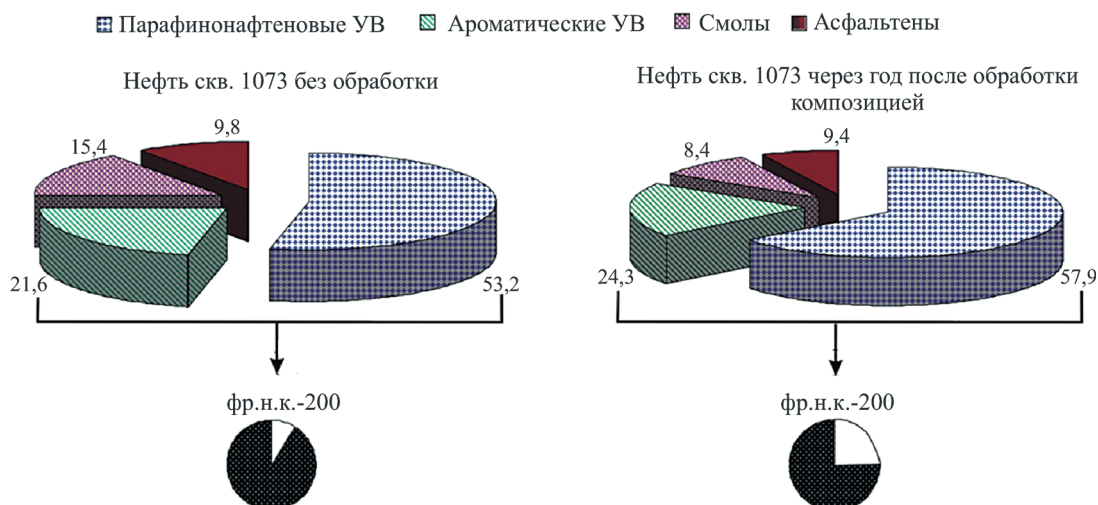 Парафинонафтеновые УВ Ароматические УВ Смолы Асфальтены
Нефть скв. 1073 без обработки
9,8
15,4
21,6
53,2
фр.н.к.-200
Нефть скв. 1073 через год после обработки
композицией
9,4
8,4
24,3
57,9
фр.н.к.-200